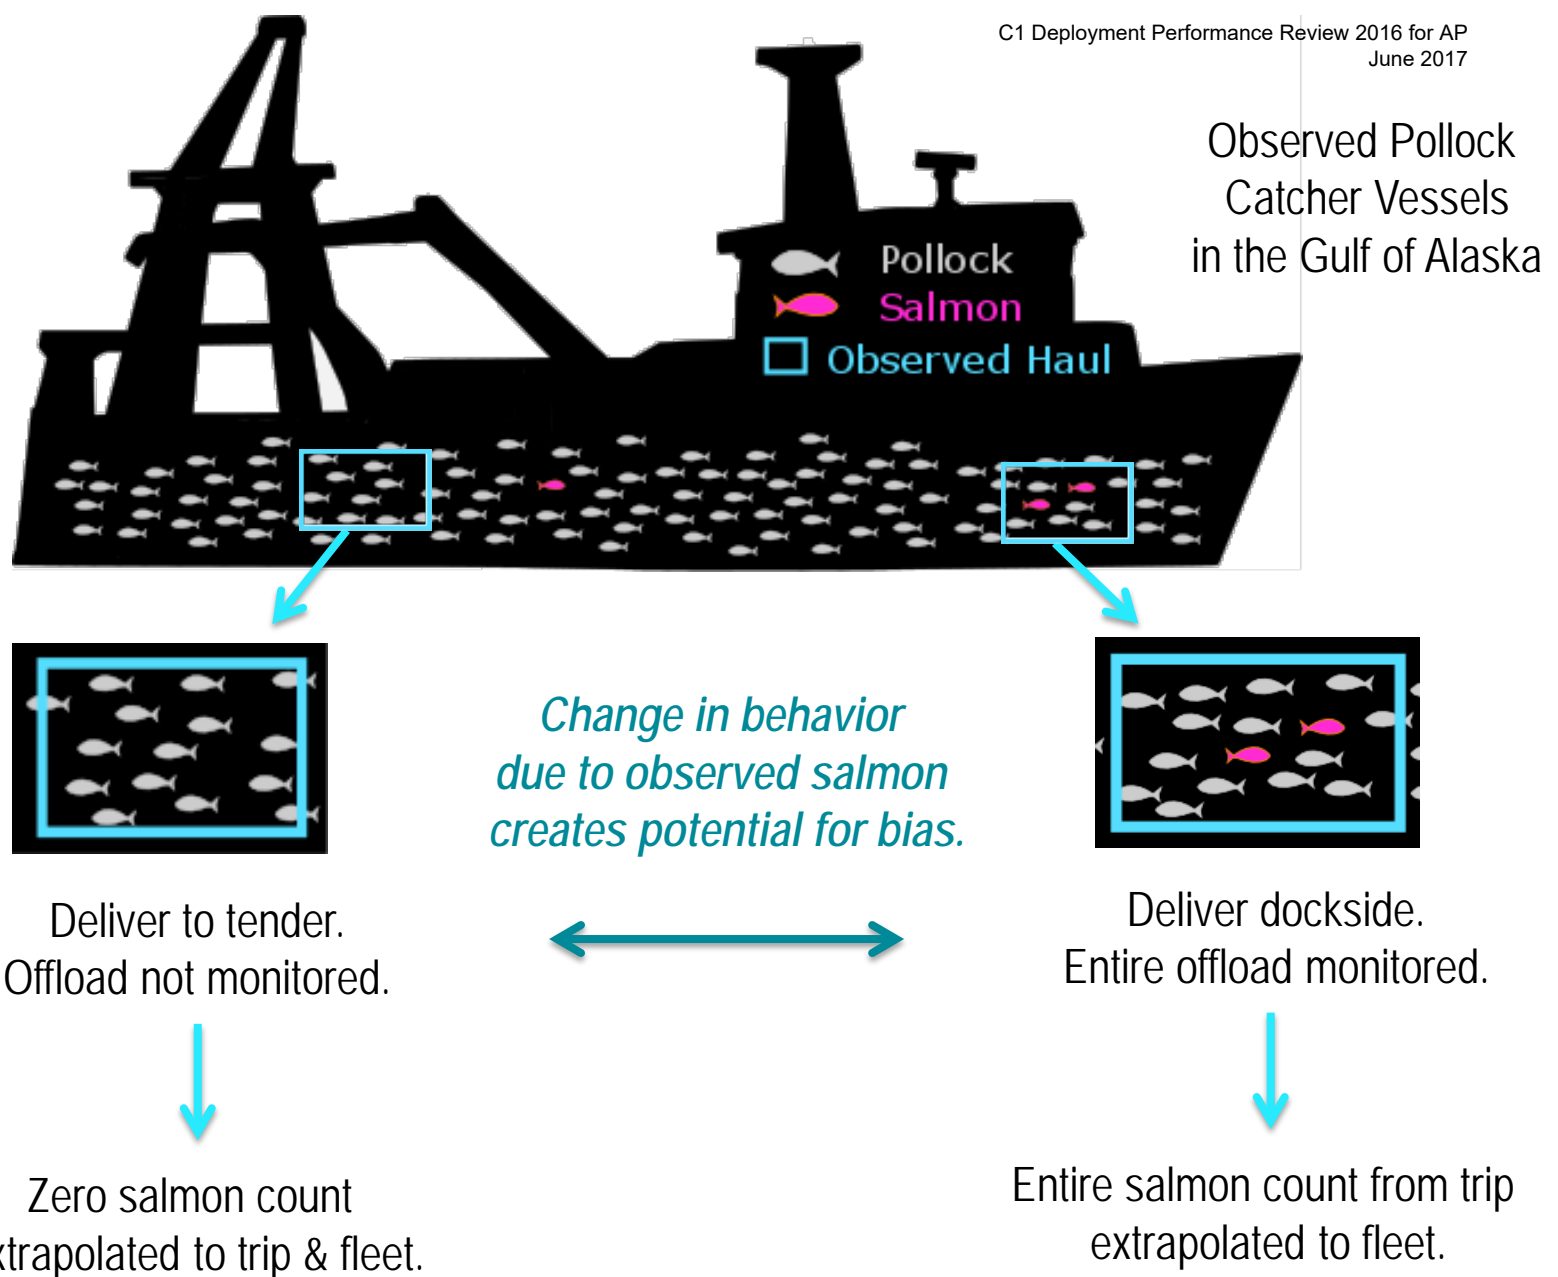 C1 Deployment Performance Review 2016 for AP
June 2017
Observed Pollock
Catcher Vessels
in the Gulf of Alaska
Pollock
Salmon
Observed Haul
Change in behavior
due to observed salmon
creates potential for bias.
Deliver to tender.
Offload not monitored.
Deliver dockside.
Entire offload monitored.
Zero salmon count
xtrapolated to trip & fleet.
Entire salmon count from trip
extrapolated to fleet.